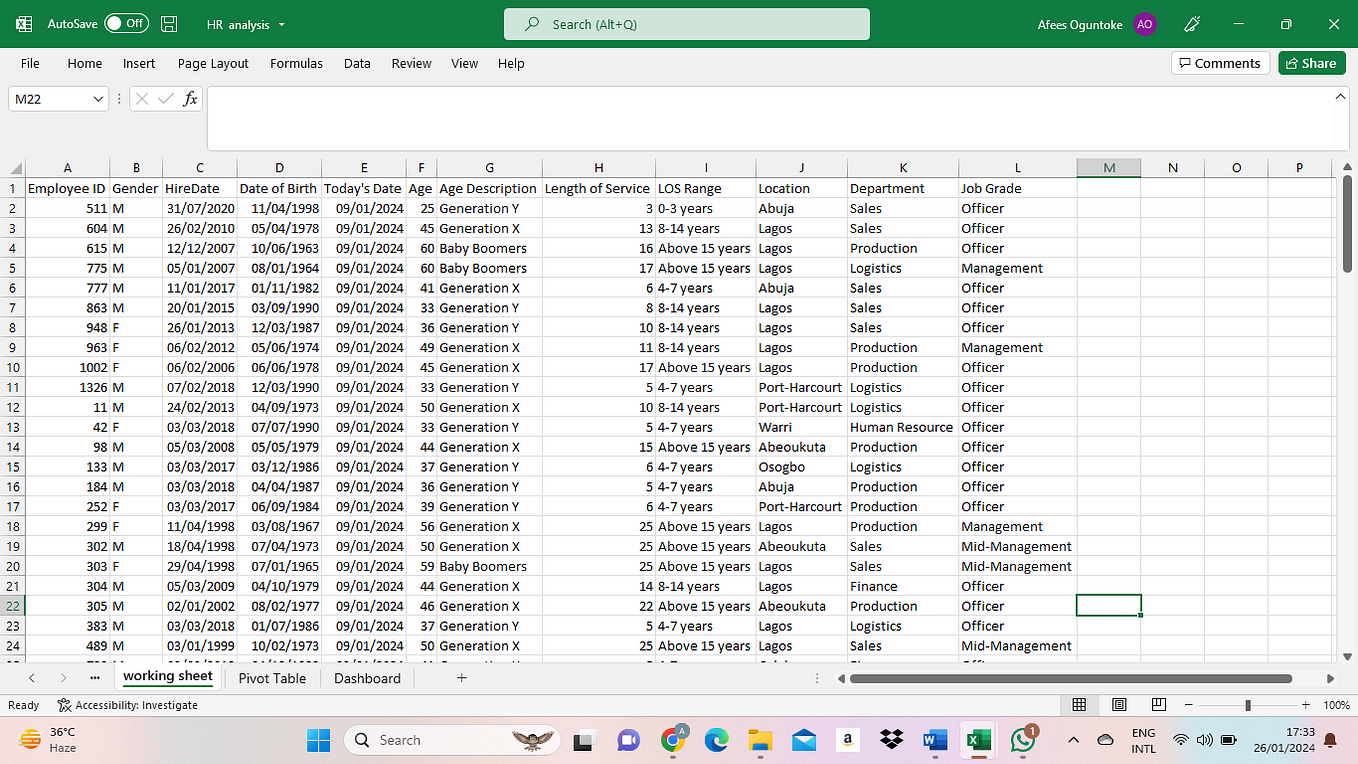 AutoSave Off HR analysis Search (Alt+Q) Afees Oguntoke AO
File Home Insert Page Layout Formulas Data Review View Help Comments Share
M22 fx
A B C D E F G H I J K L M N O P
1 Employee ID Gender HireDate Date of Birth Today's Date Age Age Description Length of Service LOS Range Location Department Job Grade
2 511 M 31/07/2020 11/04/1998 09/01/2024 25 Generation Y 3 0-3 years Abuja Sales Officer
3 604 M 26/02/2010 05/04/1978 09/01/2024 45 Generation X 13 8-14 years Lagos Sales Officer
4 615 M 12/12/2007 10/06/1963 09/01/2024 60 Baby Boomers 16 Above 15 years Lagos Production Officer
5 775 M 05/01/2007 08/01/1964 09/01/2024 60 Baby Boomers 17 Above 15 years Lagos Logistics Management
6 777 M 11/01/2017 01/11/1982 09/01/2024 41 Generation X 6 4-7 years Abuja Sales Officer
7 863 M 20/01/2015 03/09/1990 09/01/2024 33 Generation Y 8 8-14 years Lagos Sales Officer
8 948 F 26/01/2013 12/03/1987 09/01/2024 36 Generation Y 10 8-14 years Lagos Sales Officer
9 963 F 06/02/2012 05/06/1974 09/01/2024 49 Generation X 11 8-14 years Lagos Production Management
10 1002 F 06/02/2006 06/06/1978 09/01/2024 45 Generation X 17 Above 15 years Lagos Production Officer
11 1326 M 07/02/2018 12/03/1990 09/01/2024 33 Generation Y 5 4-7 years Port-Harcourt Logistics Officer
12 11 M 24/02/2013 04/09/1973 09/01/2024 50 Generation X 10 8-14 years Port-Harcourt Logistics Officer
13 42 F 03/03/2018 07/07/1990 09/01/2024 33 Generation Y 5 4-7 years Warri Human Resource Officer
14 98 M 05/03/2008 05/05/1979 09/01/2024 44 Generation X 15 Above 15 years Abeoukuta Production Officer
15 133 M 03/03/2017 03/12/1986 09/01/2024 37 Generation Y 6 4-7 years Osogbo Logistics Officer
16 184 M 03/03/2018 04/04/1987 09/01/2024 36 Generation Y 5 4-7 years Abuja Production Officer
17 252 F 03/03/2017 06/09/1984 09/01/2024 39 Generation Y 6 4-7 years Port-Harcourt Production Officer
18 299 F 11/04/1998 03/08/1967 09/01/2024 56 Generation X 25 Above 15 years Lagos Production Management
19 302 M 18/04/1998 07/04/1973 09/01/2024 50 Generation X 25 Above 15 years Abeoukuta Sales Mid-Management
20 303 F 29/04/1998 07/01/1965 09/01/2024 59 Baby Boomers 25 Above 15 years Lagos Sales Mid-Management
21 304 M 05/03/2009 04/10/1979 09/01/2024 44 Generation X 14 8-14 years Lagos Finance Officer
22 305 M 02/01/2002 08/02/1977 09/01/2024 46 Generation X 22 Above 15 years Abeoukuta Production Officer
23 383 M 03/03/2018 01/07/1986 09/01/2024 37 Generation Y 5 4-7 years Lagos Logistics Officer
24 489 M 03/01/1999 10/02/1973 09/01/2024 50 Generation X 25 Above 15 years Lagos Sales Mid-Management
working sheet Pivot Table Dashboard
Ready Accessibility: Investigate 100%
36°C Haze Search a 1 ENG INTL 17:33 26/01/2024